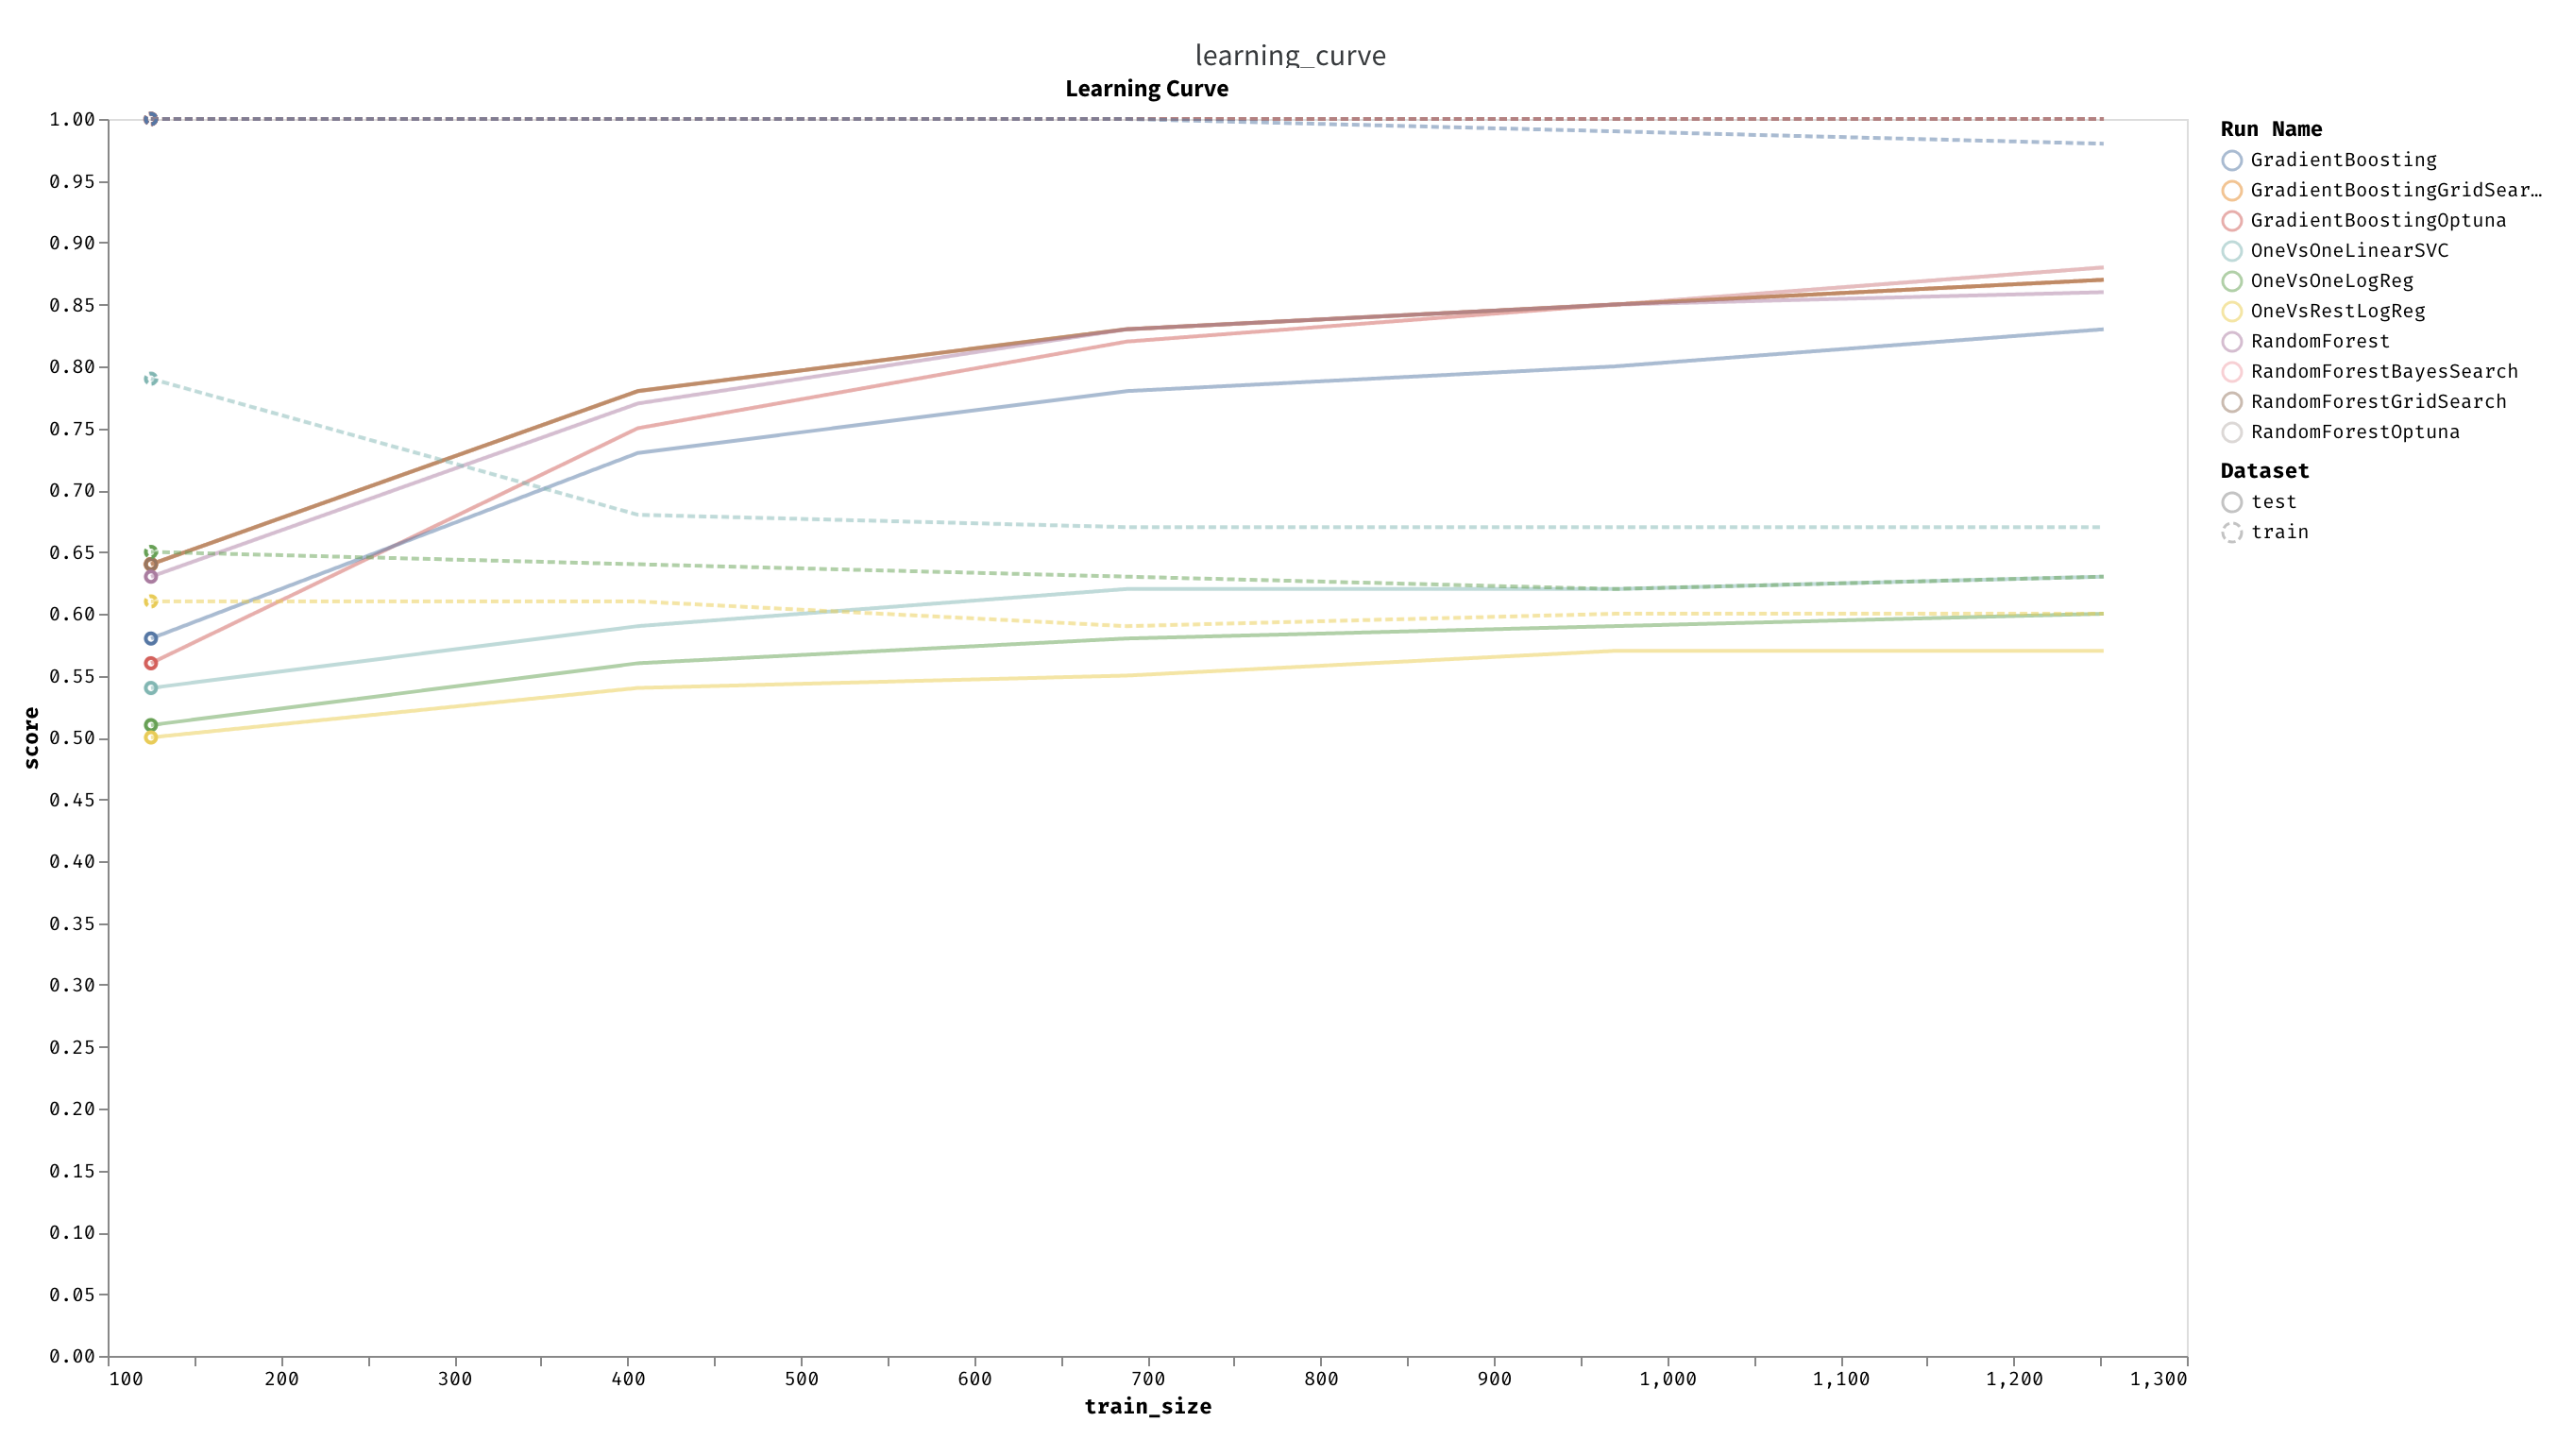 learning_curve
Learning Curve
1.00
0.95
0.90
0.85
0.80
0.75
0.70
0.65
0.60
0.55
0.50
0.45
0.40
0.35
0.30
0.25
0.20
0.15
0.10
0.05
0.00
score
100 200 300 400 500 600 700 800 900 1,000 1,100 1,200 1,300
train_size
Run Name
GradientBoosting
GradientBoostingGridSear…
GradientBoostingOptuna
OneVsOneLinearSVC
OneVsOneLogReg
OneVsRestLogReg
RandomForest
RandomForestBayesSearch
RandomForestGridSearch
RandomForestOptuna
Dataset
test
train